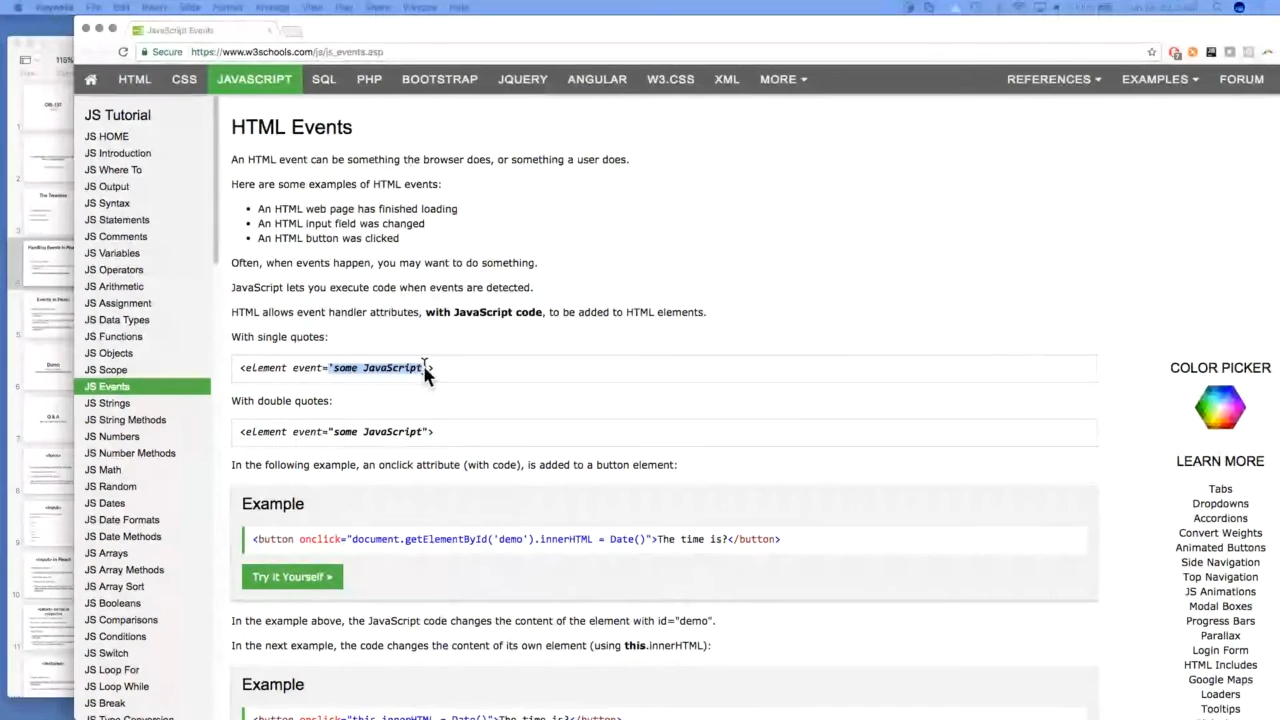 JavaScript Events
Secure
https://www.w3schools.com/js/js_events.asp
HTML
CSS
JAVASCRIPT
SQL
PHP
BOOTSTRAP
JQUERY
ANGULAR
W3.CSS
XML
MORE
REFERENCES
EXAMPLES
FORUM
JS Tutorial
JS HOME
JS Introduction
JS Where To
JS Output
JS Syntax
JS Statements
JS Comments
JS Variables
JS Operators
JS Arithmetic
JS Assignment
JS Data Types
JS Functions
JS Objects
JS Scope
JS Events
JS Strings
JS String Methods
JS Numbers
JS Number Methods
JS Math
JS Random
JS Dates
JS Date Formats
JS Date Methods
JS Arrays
JS Array Methods
JS Array Sort
JS Booleans
JS Comparisons
JS Conditions
JS Switch
JS Loop For
JS Loop While
JS Break
JS Type Conversion
HTML Events
An HTML event can be something the browser does, or something a user does.
Here are some examples of HTML events:
An HTML web page has finished loading
An HTML input field was changed
An HTML button was clicked
Often, when events happen, you may want to do something.
JavaScript lets you execute code when events are detected.
HTML allows event handler attributes, with JavaScript code, to be added to HTML elements.
With single quotes:
<element event='some JavaScript'>
With double quotes:
<element event="some JavaScript">
In the following example, an onclick attribute (with code), is added to a button element:
Example
<button onclick="document.getElementById('demo').innerHTML = Date()">The time is?</button>
Try it Yourself »
In the example above, the JavaScript code changes the content of the element with id="demo".
In the next example, the code changes the content of its own element (using this.innerHTML):
Example
<button onclick="this.innerHTML = Date()">The time is?</button>
COLOR PICKER
LEARN MORE
Tabs
Dropdowns
Accordions
Convert Weights
Animated Buttons
Side Navigation
Top Navigation
JS Animations
Modal Boxes
Progress Bars
Parallax
Login Form
HTML Includes
Google Maps
Loaders
Tooltips